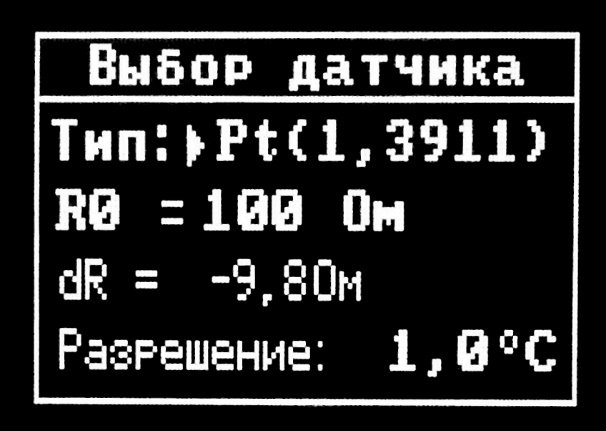 Выбор датчика
Тип:▸Pt(1,3911)
R0 = 100 Ом
dR = -9,8Ом
Разрешение: 1,0°C